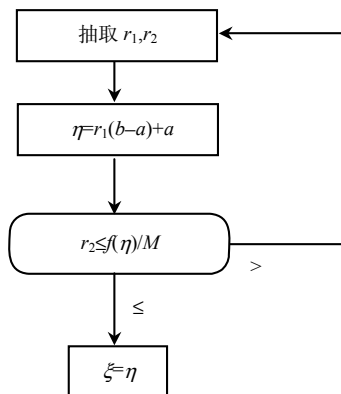 抽取 r₁,r₂
η=r₁(b–a)+a
r₂≤f(η)/M
>
≤
ξ=η